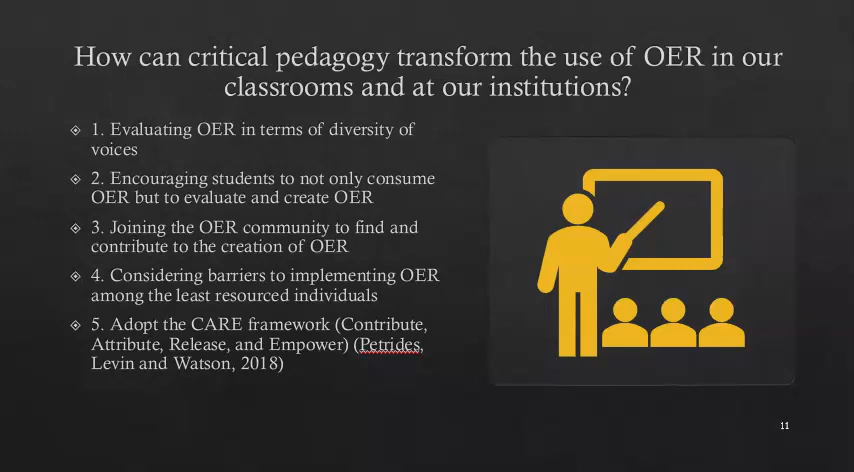 How can critical pedagogy transform the use of OER in our
classrooms and at our institutions?
1. Evaluating OER in terms of diversity of
voices
2. Encouraging students to not only consume
OER but to evaluate and create OER
3. Joining the OER community to find and
contribute to the creation of OER
4. Considering barriers to implementing OER
among the least resourced individuals
5. Adopt the CARE framework (Contribute,
Attribute, Release, and Empower) (Petrides,
Levin and Watson, 2018)
11